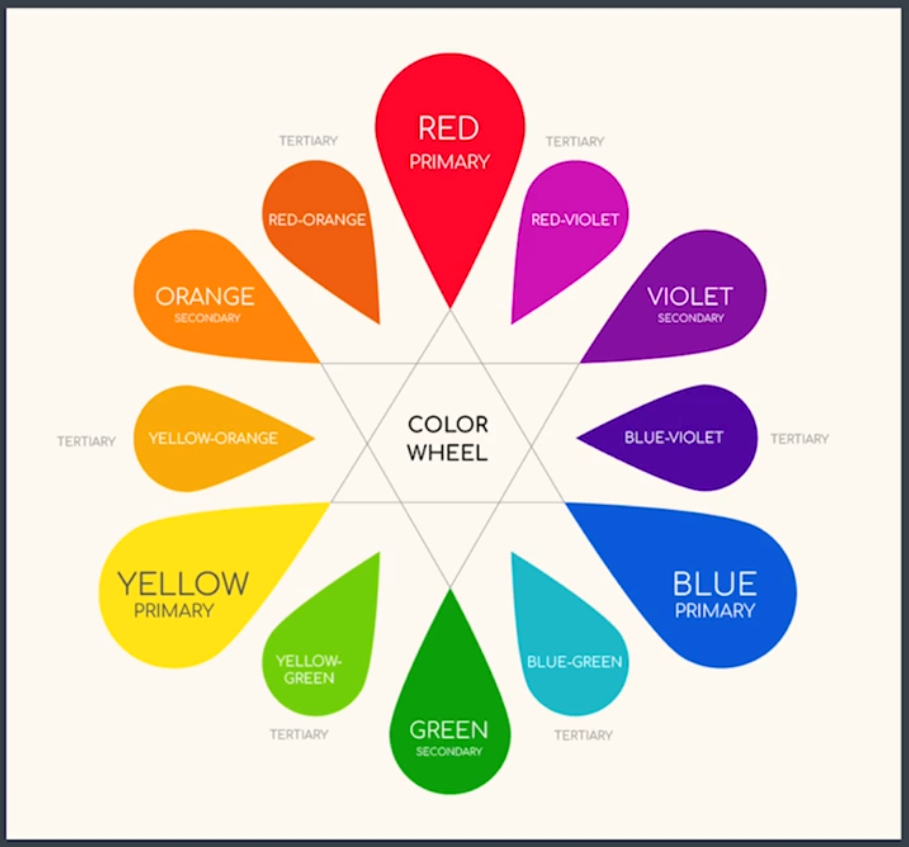 RED
PRIMARY
TERTIARY
TERTIARY
RED-ORANGE
RED-VIOLET
ORANGE
SECONDARY
VIOLET
SECONDARY
COLOR
WHEEL
TERTIARY
YELLOW-ORANGE
BLUE-VIOLET
TERTIARY
YELLOW
PRIMARY
BLUE
PRIMARY
YELLOW-
GREEN
BLUE-GREEN
TERTIARY
GREEN
SECONDARY
TERTIARY